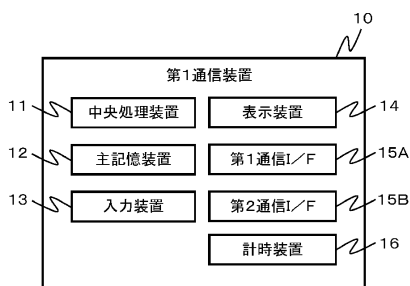 10
第1通信装置
11 中央処理装置 表示装置 14
12 主記憶装置 第1通信I／F 15A
13 入力装置 第2通信I／F 15B
計時装置 16